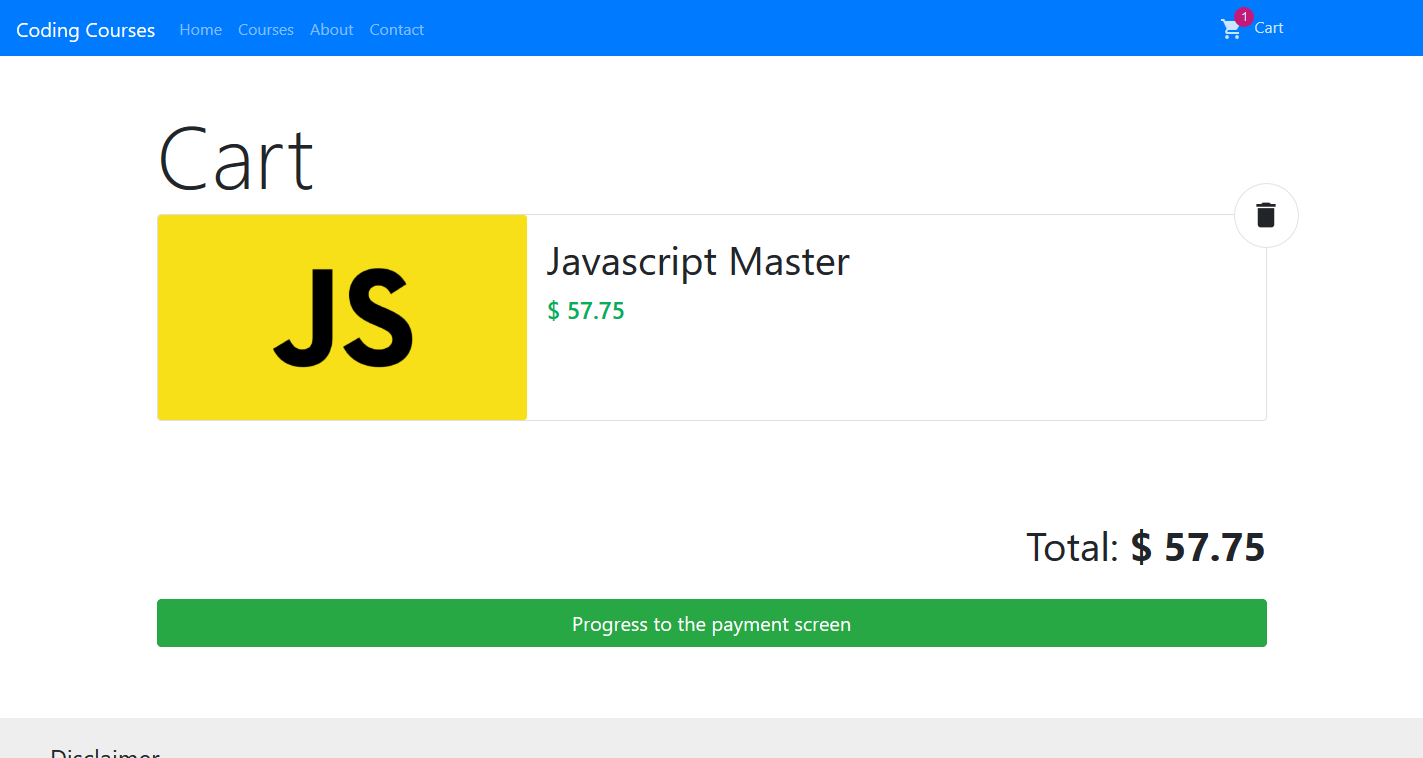 Coding Courses Home Courses About Contact 1 Cart
Cart
JS
Javascript Master
$ 57.75
Total: $ 57.75
Progress to the payment screen
Disclaimer